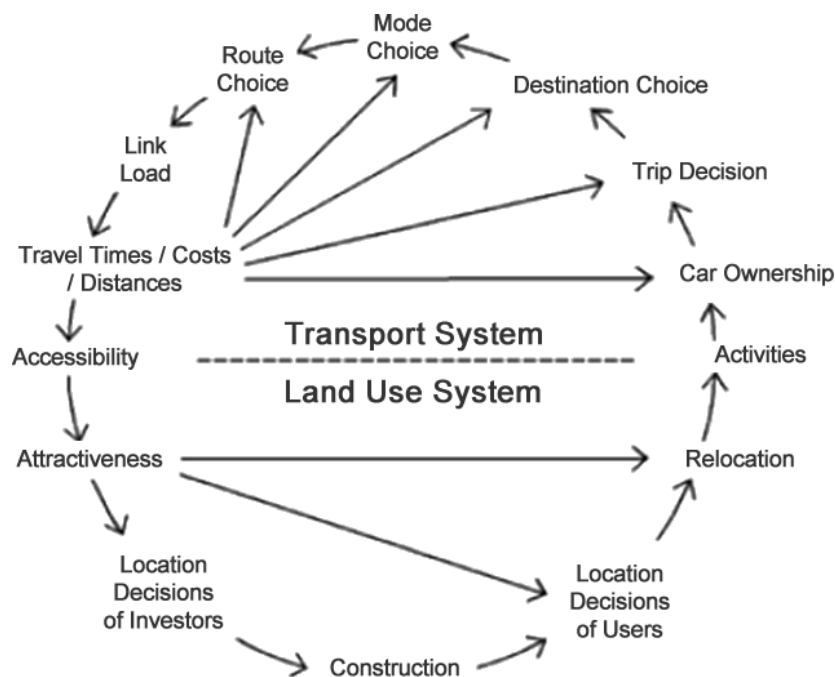 Mode
Choice
Route
Choice
Destination Choice
Link
Load
Trip Decision
Travel Times / Costs
/ Distances
Car Ownership
Transport System
Accessibility
Activities
Land Use System
Attractiveness
Relocation
Location
Decisions
of Investors
Location
Decisions
of Users
Construction